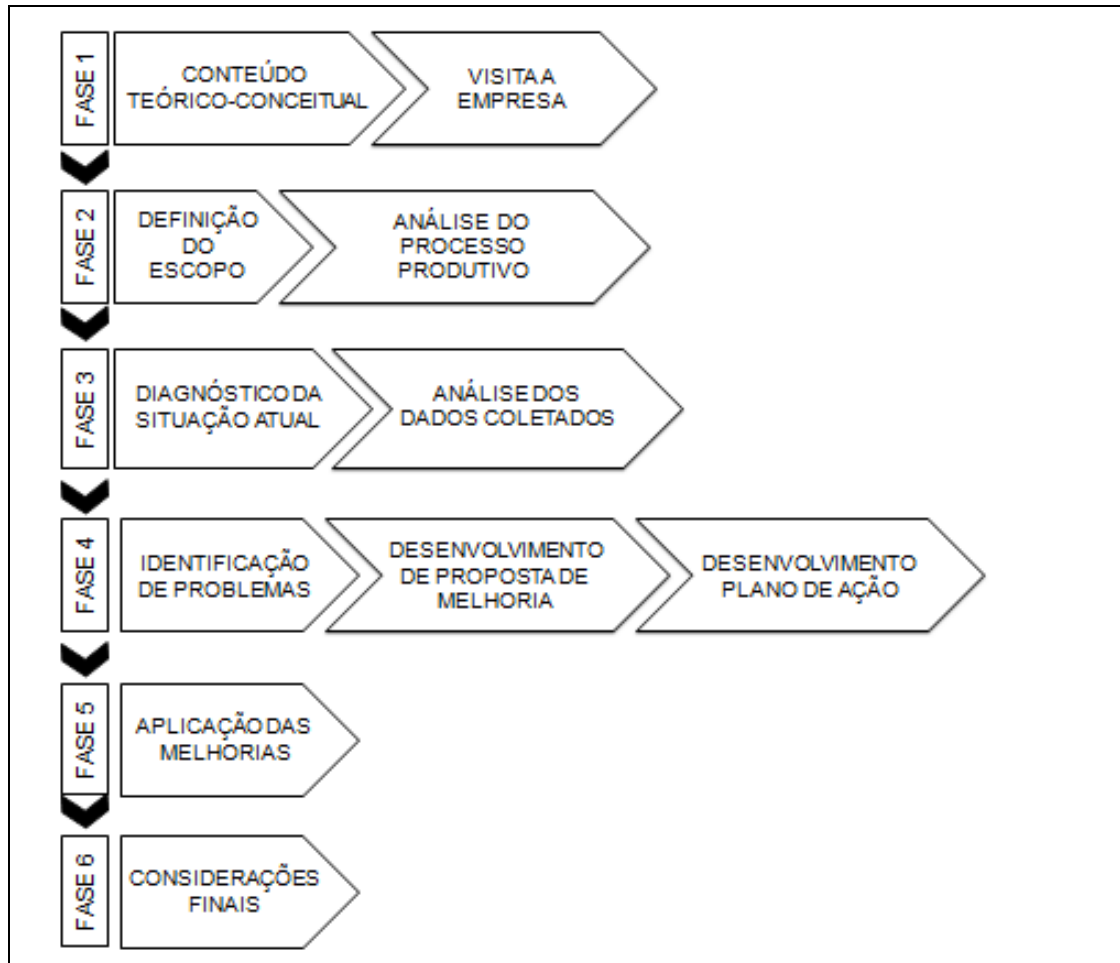 FASE 1
CONTEÚDO
TEÓRICO-CONCEITUAL
VISITA A
EMPRESA
FASE 2
DEFINIÇÃO
DO
ESCOPO
ANÁLISE DO
PROCESSO
PRODUTIVO
FASE 3
DIAGNÓSTICO DA
SITUAÇÃO ATUAL
ANÁLISE DOS
DADOS COLETADOS
FASE 4
IDENTIFICAÇÃO
DE PROBLEMAS
DESENVOLVIMENTO
DE PROPOSTA DE
MELHORIA
DESENVOLVIMENTO
PLANO DE AÇÃO
FASE 5
APLICAÇÃO DAS
MELHORIAS
FASE 6
CONSIDERAÇÕES
FINAIS